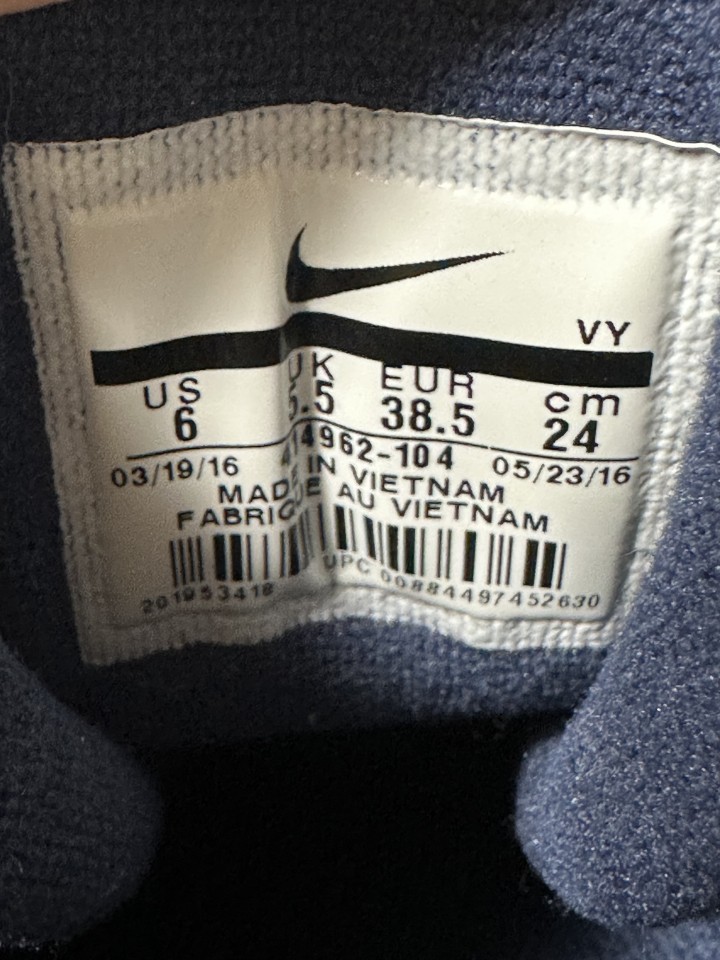 VY
US UK EUR cm
6 5.5 38.5 24
03/19/16 414962-104 05/23/16
MADE IN VIETNAM
FABRIQUE AU VIETNAM
201953418 UPC 00884497452630